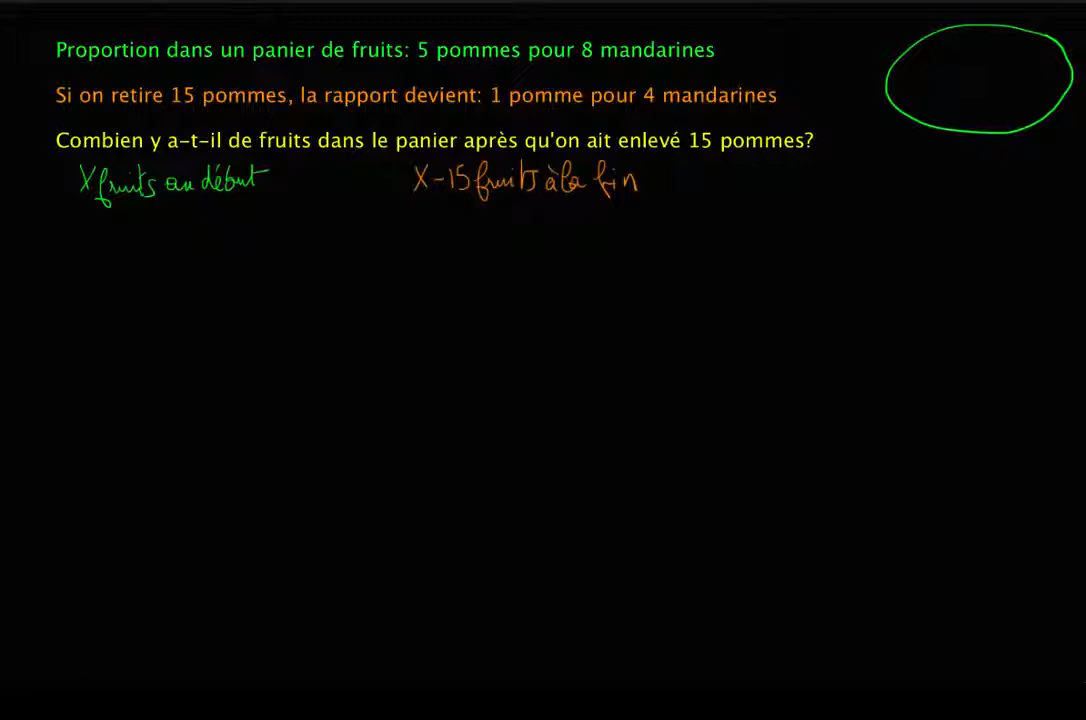 Proportion dans un panier de fruits: 5 pommes pour 8 mandarines
Si on retire 15 pommes, la rapport devient: 1 pomme pour 4 mandarines
Combien y a-t-il de fruits dans le panier après qu'on ait enlevé 15 pommes?
X fruits au début X-15 fruits à la fin